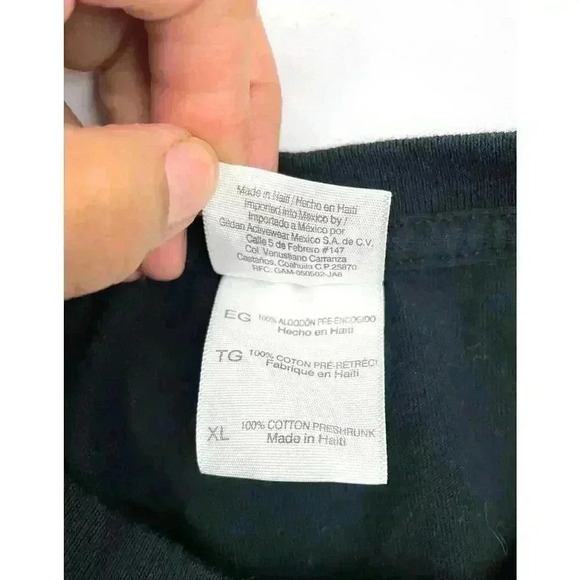 Made in Haiti / Hecho en Haiti
Imported into Mexico by /
Importado a México por
Gildan Activewear Mexico S.A. de C.V.
Calle 5 de Febrero #147
Col. Venustiano Carranza
Castaños, Coahuila C.P. 25870
RFC. GAM-050502-JA6
EG 100% ALGODÓN PRE-ENCOGIDO
Hecho en Haití
TG 100% COTON PRÉ-RÉTRÉCI
Fabriqué en Haïti
XL 100% COTTON PRESHRUNK
Made in Haiti